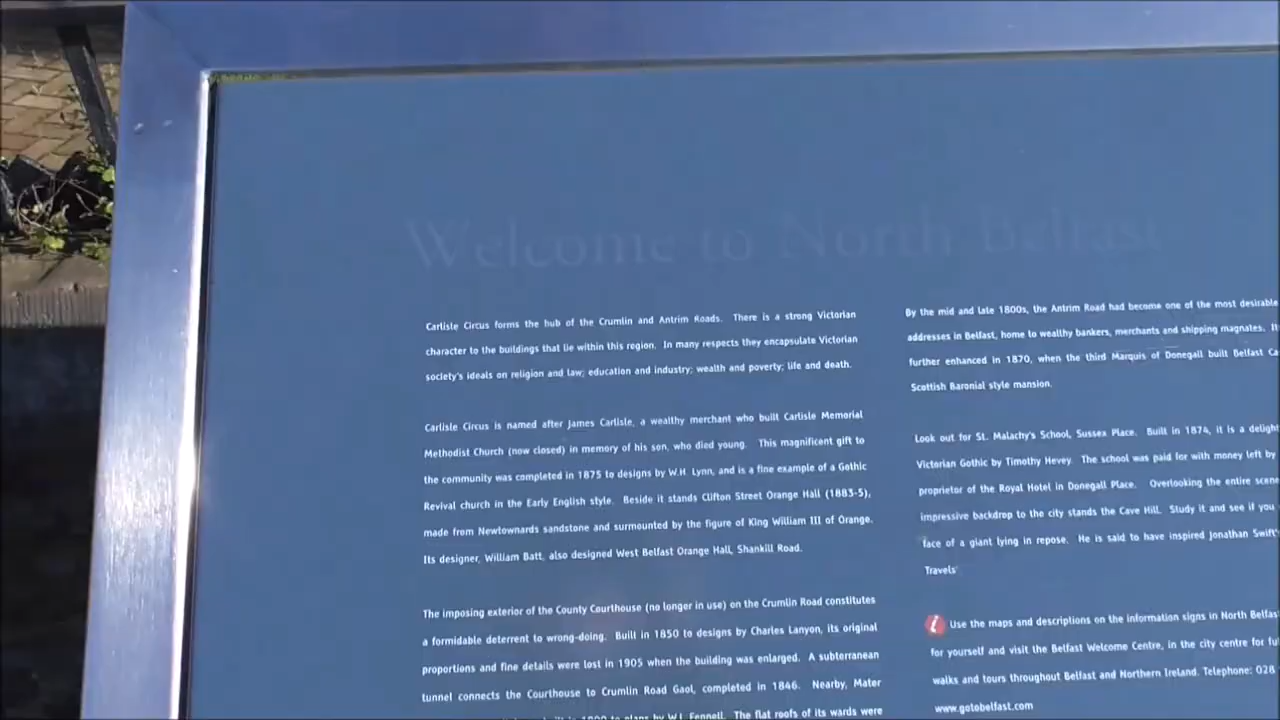 Welcome to North Belfast
Carlisle Circus forms the hub of the Crumlin and Antrim Roads. There is a strong Victorian
character to the buildings that lie within this region. In many respects they encapsulate Victorian
society's ideals on religion and law; education and industry; wealth and poverty; life and death.
Carlisle Circus is named after James Carlisle, a wealthy merchant who built Carlisle Memorial
Methodist Church (now closed) in memory of his son, who died young. This magnificent gift to
the community was completed in 1875 to designs by W.H Lynn, and is a fine example of a Gothic
Revival church in the Early English style. Beside it stands Clifton Street Orange Hall (1883-5),
made from Newtownards sandstone and surmounted by the figure of King William III of Orange.
Its designer, William Batt, also designed West Belfast Orange Hall, Shankill Road.
The imposing exterior of the County Courthouse (no longer in use) on the Crumlin Road constitutes
a formidable deterrent to wrong-doing. Built in 1850 to designs by Charles Lanyon, its original
proportions and fine details were lost in 1905 when the building was enlarged. A subterranean
tunnel connects the Courthouse to Crumlin Road Gaol, completed in 1846. Nearby, Mater
to plans by W.J. Fennell. The flat roofs of its wards were
By the mid and late 1800s, the Antrim Road had become one of the most desirable
addresses in Belfast, home to wealthy bankers, merchants and shipping magnates.
further enhanced in 1870, when the third Marquis of Donegall built Belfast
Scottish Baronial style mansion.
Look out for St. Malachy's School, Sussex Place. Built in 1874, it is a
Victorian Gothic by Timothy Hevey. The school was paid for with money left by
proprietor of the Royal Hotel in Donegall Place. Overlooking the entire scene
impressive backdrop to the city stands the Cave Hill. Study it and see if you
face of a giant lying in repose. He is said to have inspired Jonathan Swift's
Travels'
i Use the maps and descriptions on the information signs in North
for yourself and visit the Belfast Welcome Centre, in the city centre for
walks and tours throughout Belfast and Northern Ireland. Telephone: 028
www.gotobelfast.com